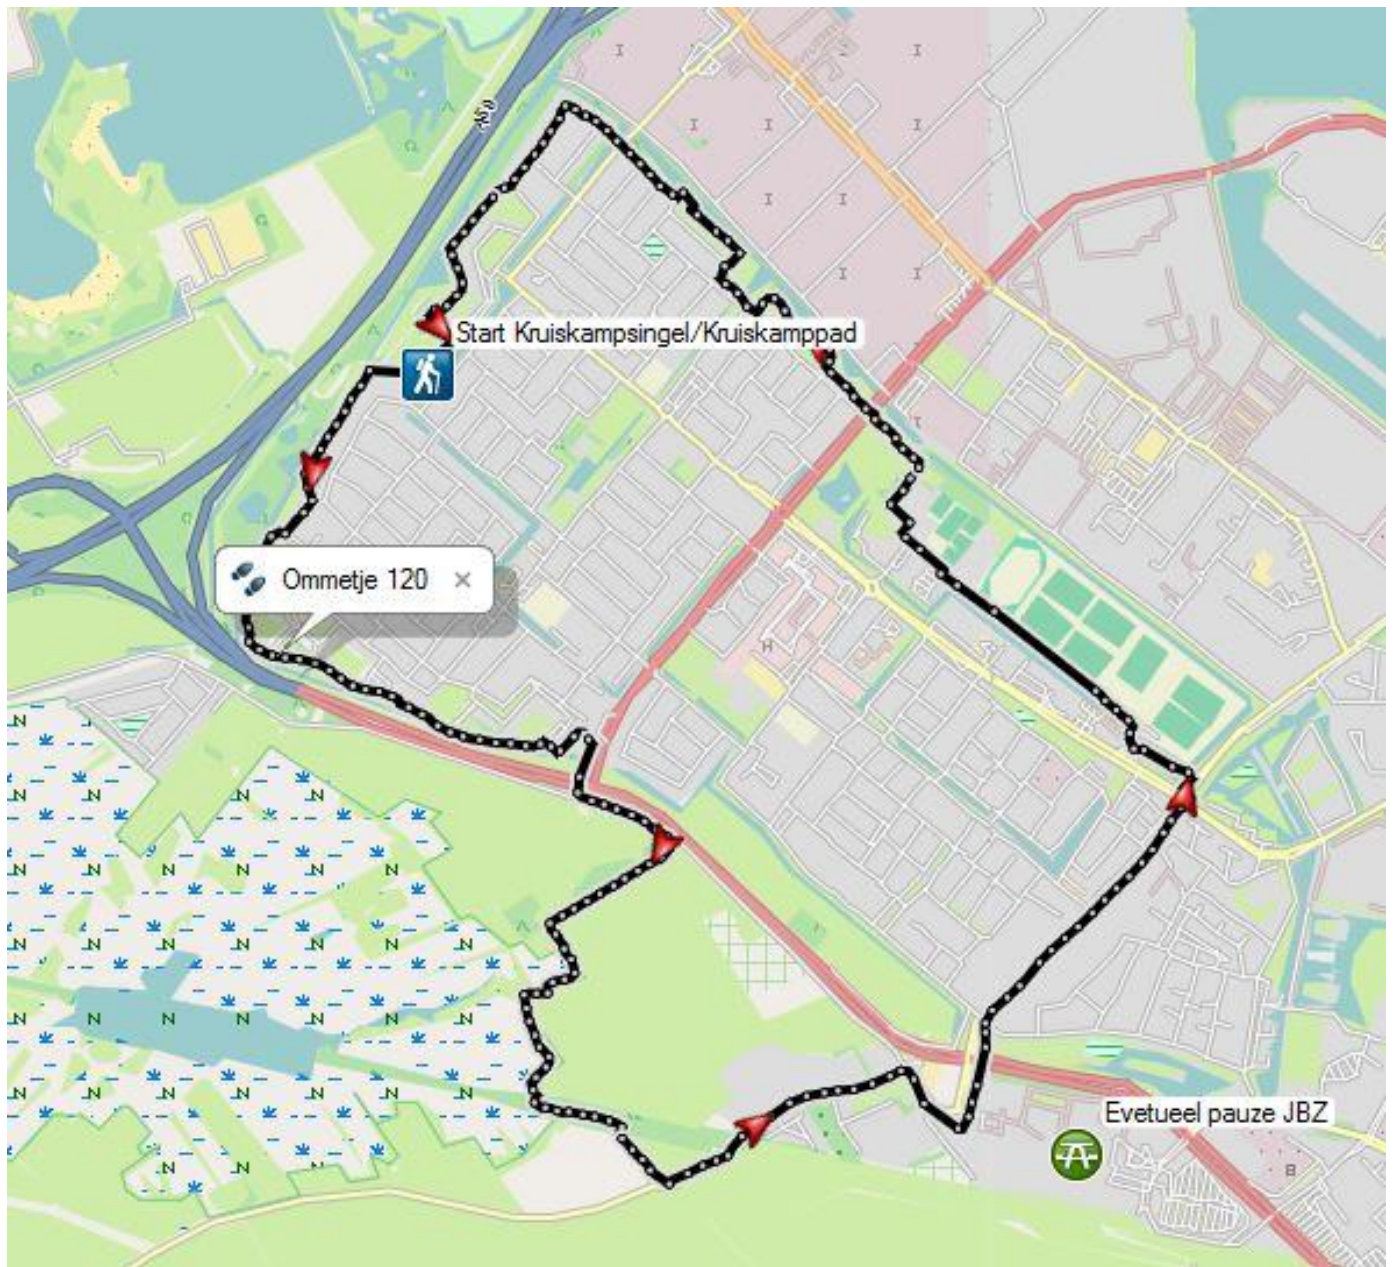 Start Kruiskampsingel/Kruiskamppad
Ommetje 120 ×
H
Evetueel pauze JBZ
B